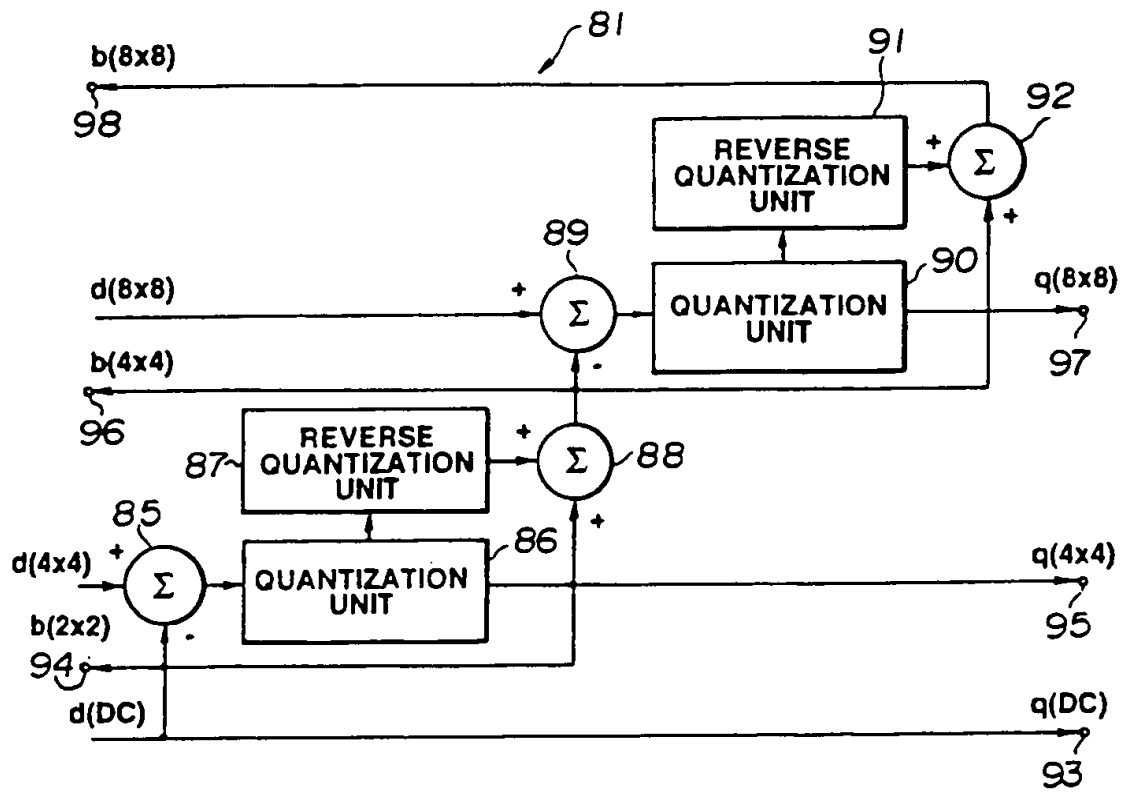 81
b(8x8)
98
91
92
REVERSE
QUANTIZATION
UNIT
+
Σ
+
89
90
d(8x8)
+
Σ
QUANTIZATION
UNIT
q(8x8)
97
b(4x4)
-
96
REVERSE
QUANTIZATION
UNIT
87
+
Σ
88
+
85
86
d(4x4)
+
Σ
QUANTIZATION
UNIT
q(4x4)
95
b(2x2)
-
94
d(DC)
q(DC)
93